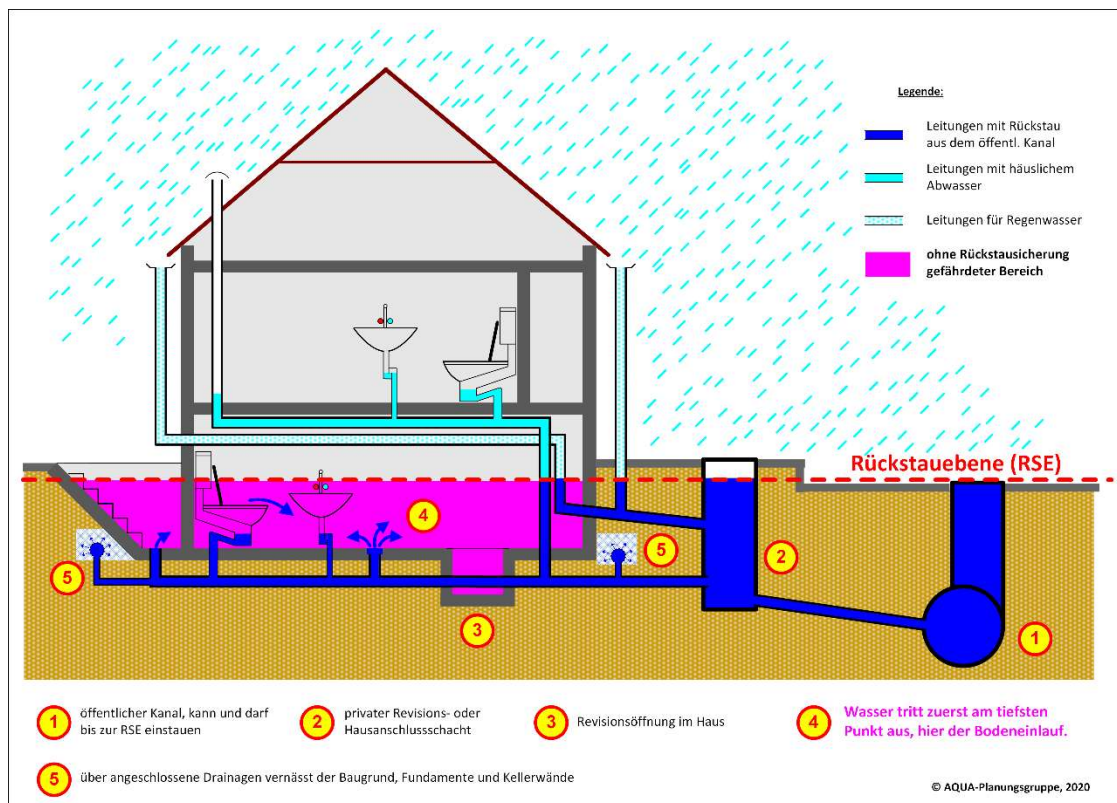 Legende:
Leitungen mit Rückstau
aus dem öffentl. Kanal
Leitungen mit häuslichem
Abwasser
Leitungen für Regenwasser
ohne Rückstausicherung
gefährdeter Bereich
Rückstauebene (RSE)
4
5
5
2
3
1
1
öffentlicher Kanal, kann und darf
bis zur RSE einstauen
2
privater Revisions- oder
Hausanschlussschacht
3
Revisionsöffnung im Haus
4
Wasser tritt zuerst am tiefsten
Punkt aus, hier der Bodeneinlauf.
5
über angeschlossene Drainagen vernässt der Baugrund, Fundamente und Kellerwände
© AQUA-Planungsgruppe, 2020